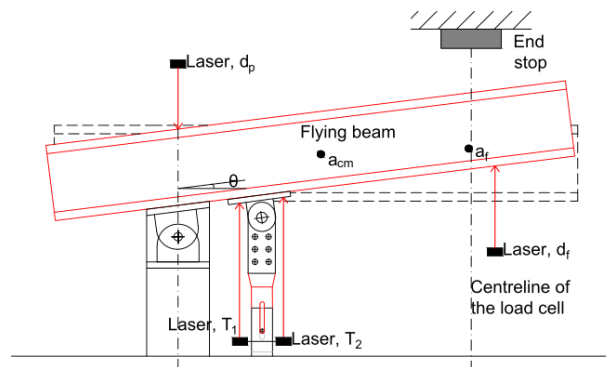 Laser, dp
End
stop
Flying beam
acm
af
θ
Laser, df
Centreline of
the load cell
Laser, T1
Laser, T2